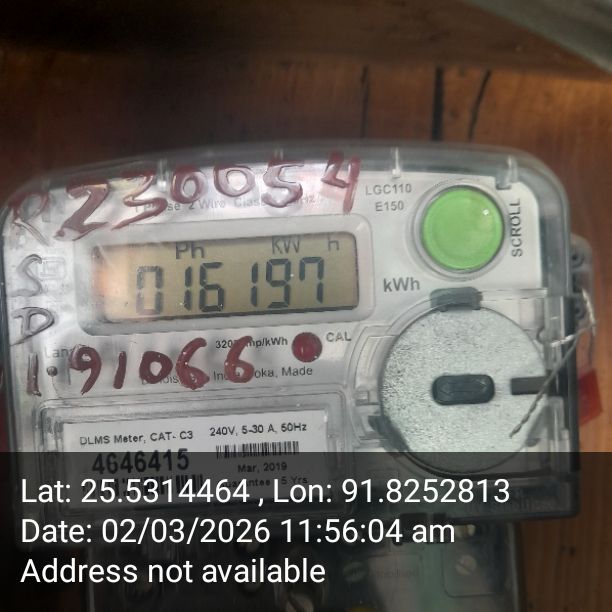 R 230054
LGC110
E150
SCROLL
S
D
Ph KW h
016197
kWh
CAL
1.91066
DLMS Meter, CAT- C3 240V, 5-30 A, 50Hz
4646415
Mar, 2019
Lat: 25.5314464 , Lon: 91.8252813
Date: 02/03/2026 11:56:04 am
Address not available